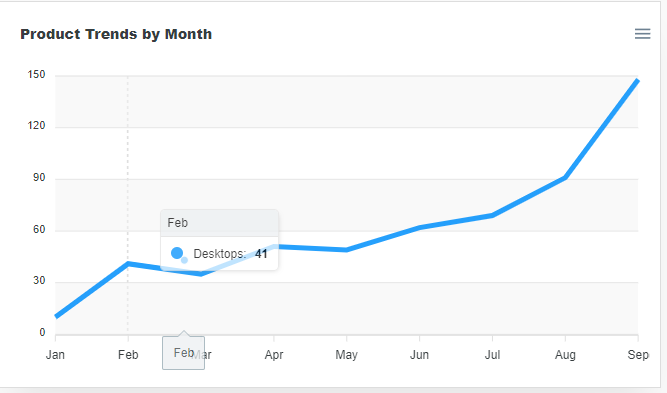 Product Trends by Month
150
120
90
60
30
0
Feb
Desktops: 41
Jan Feb Mar Apr May Jun Jul Aug Sep
Feb